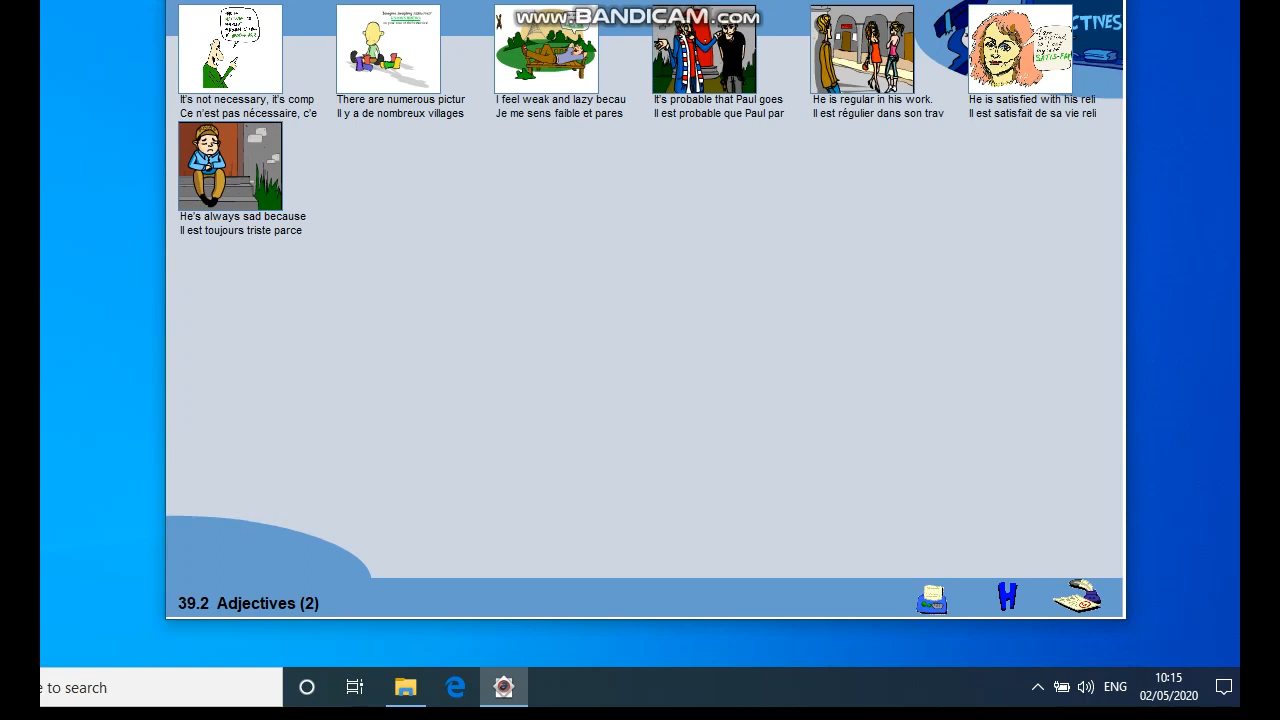 www.BANDICAM.com
It's not necessary, it's comp
Ce n'est pas nécessaire, c'e
There are numerous pictur
Il y a de nombreux villages
I feel weak and lazy becau
Je me sens faible et pares
It's probable that Paul goes
Il est probable que Paul par
He is regular in his work.
Il est régulier dans son trav
He is satisfied with his reli
Il est satisfait de sa vie reli
He's always sad because
Il est toujours triste parce
39.2 Adjectives (2)
e to search
ENG
10:15
02/05/2020